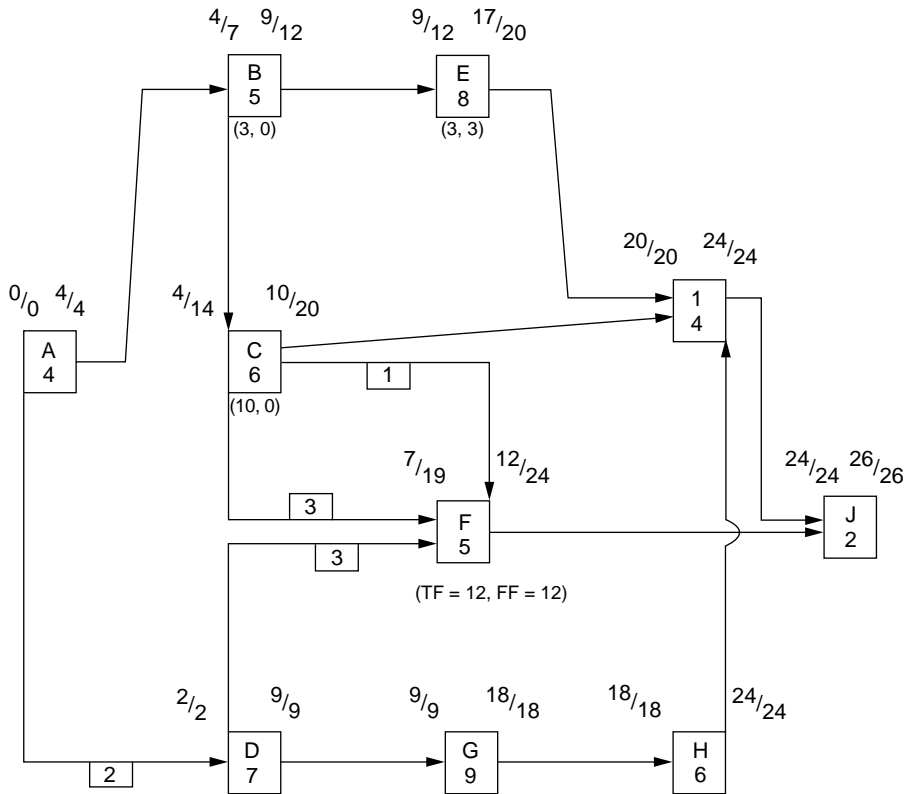 4/7 9/12
9/12 17/20
B
5
(3, 0)
E
8
(3, 3)
20/20 24/24
1
4
0/0 4/4
A
4
4/14 10/20
C
6
(10, 0)
1
7/19 12/24
F
5
(TF = 12, FF = 12)
3
3
24/24 26/26
J
2
2/2 9/9
D
7
2
9/9 18/18
G
9
18/18 24/24
H
6